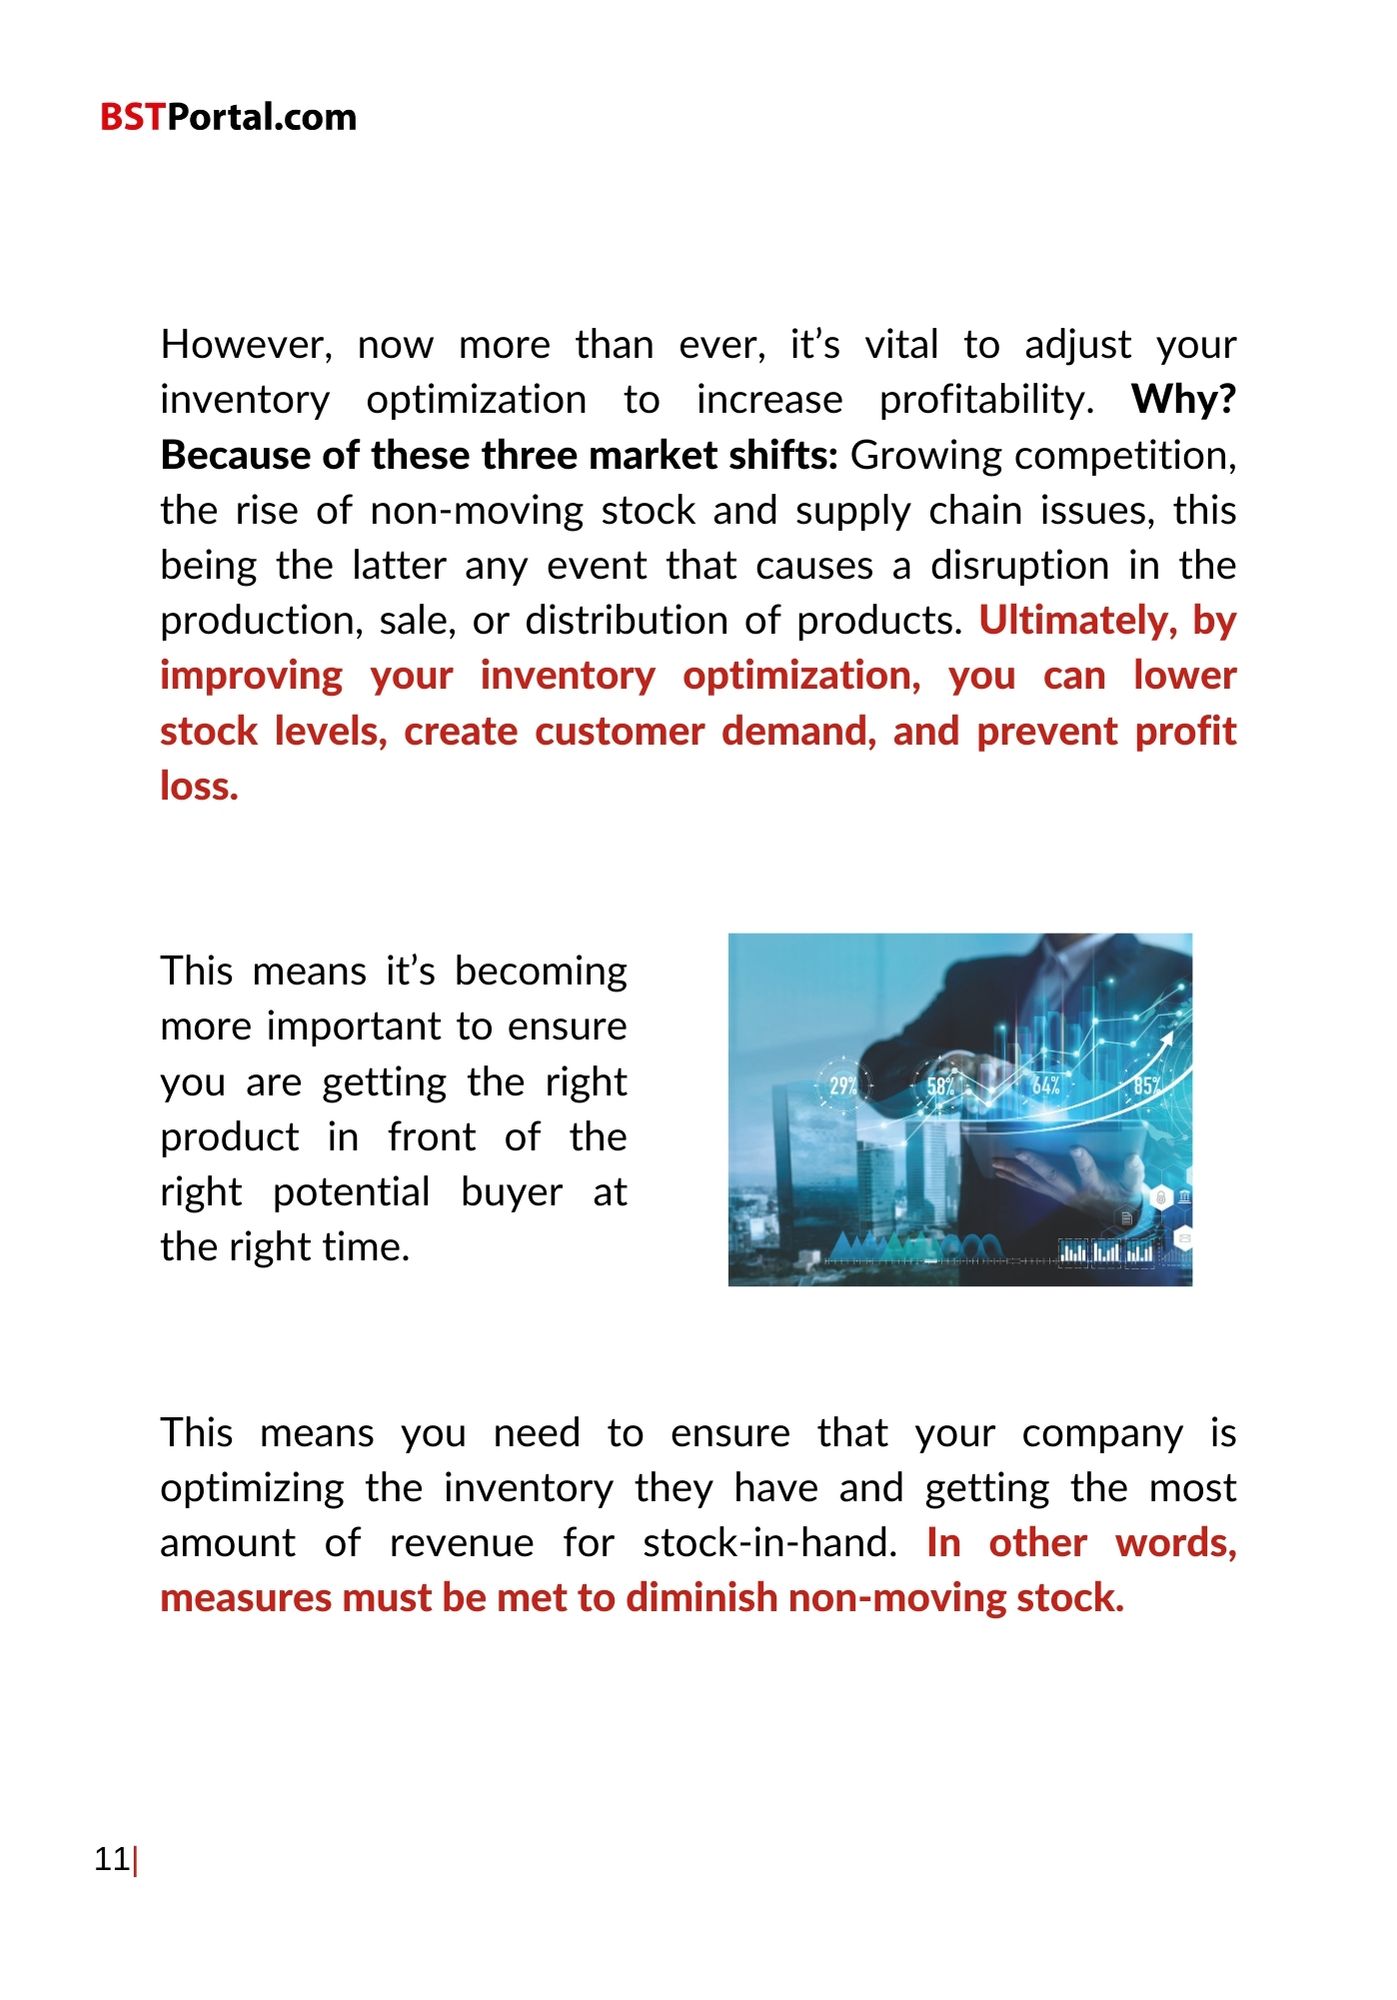 BSTPortal.com
However, now more than ever, it’s vital to adjust your
inventory optimization to increase profitability. Why?
Because of these three market shifts: Growing competition,
the rise of non-moving stock and supply chain issues, this
being the latter any event that causes a disruption in the
production, sale, or distribution of products. Ultimately, by
improving your inventory optimization, you can lower
stock levels, create customer demand, and prevent profit
loss.
This means it’s becoming
more important to ensure
you are getting the right
product in front of the
right potential buyer at
the right time.
29% 58% 64% 85%
This means you need to ensure that your company is
optimizing the inventory they have and getting the most
amount of revenue for stock-in-hand. In other words,
measures must be met to diminish non-moving stock.
11|